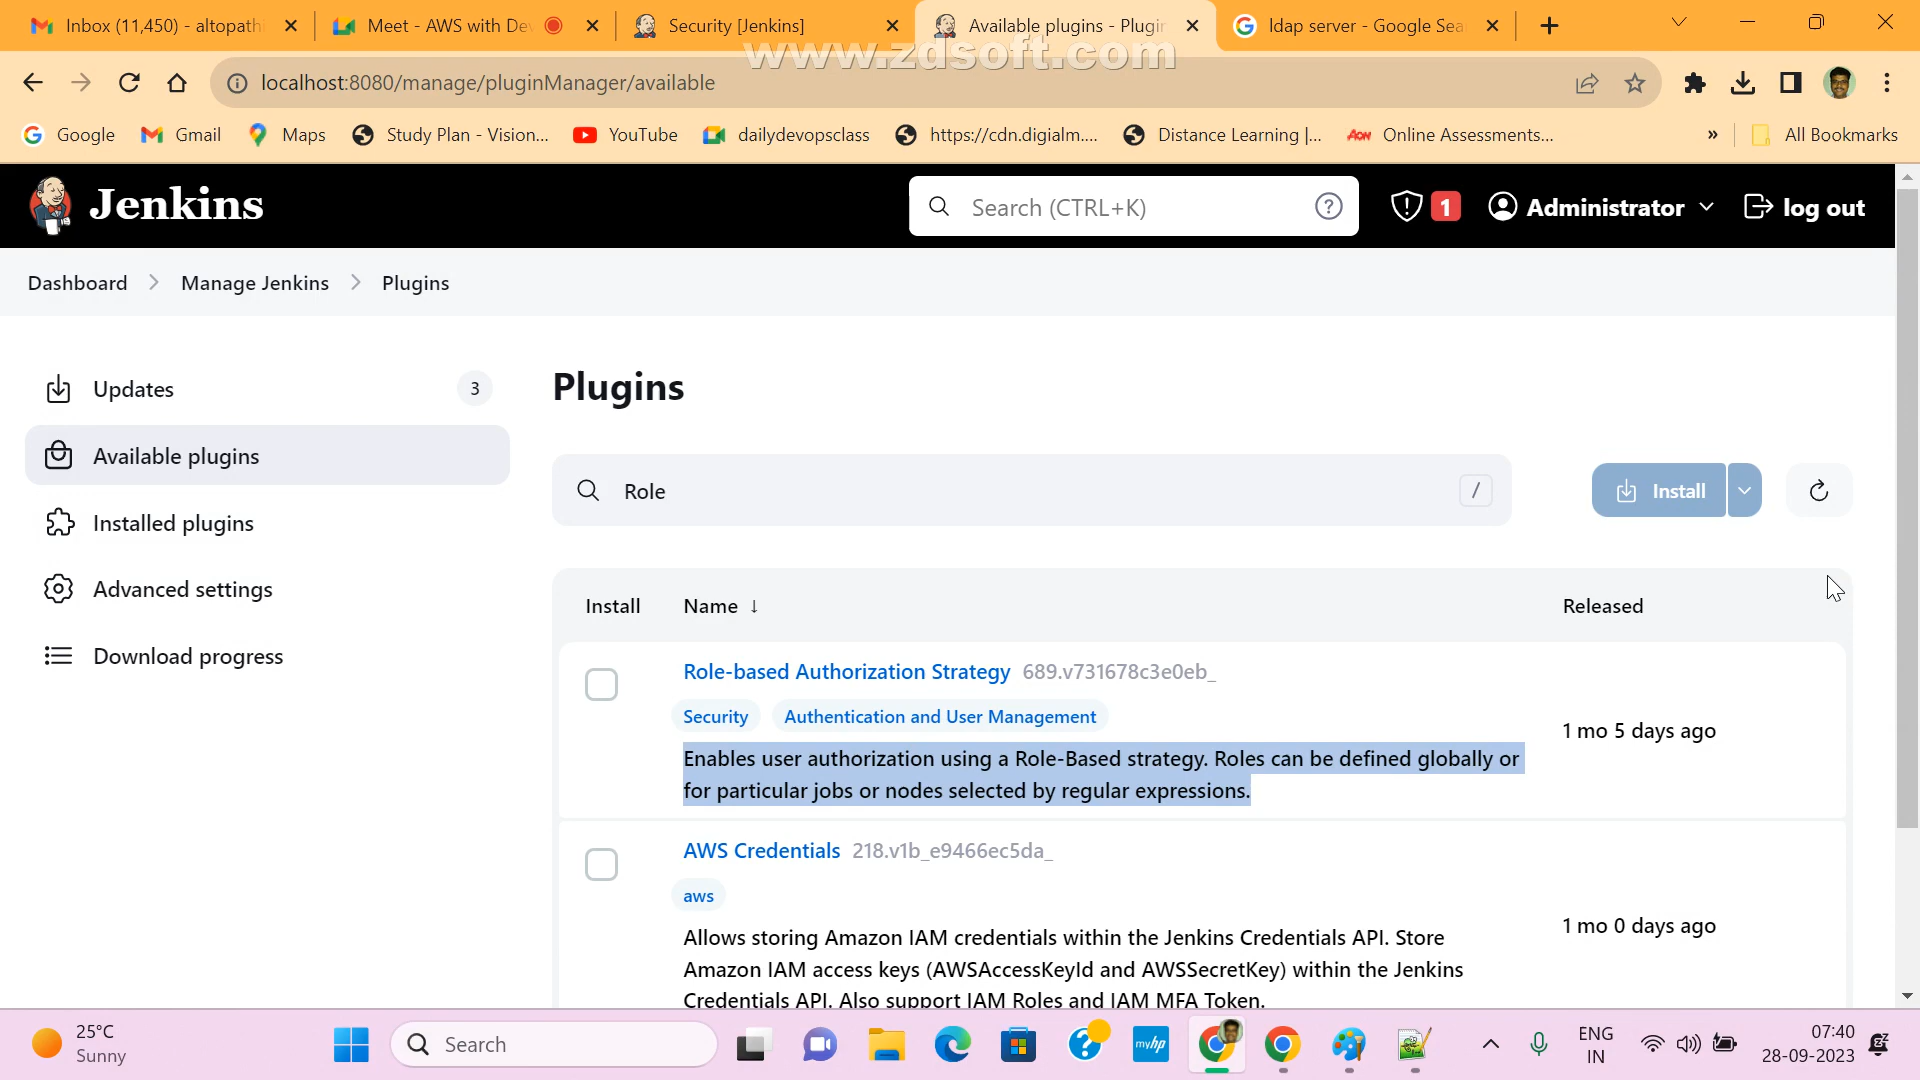 Inbox (11,450) - altopath
Meet - AWS with Dev
Security [Jenkins]
Available plugins - Plugin
ldap server - Google Sea
www.zdsoft.com
localhost:8080/manage/pluginManager/available
Google
Gmail
Maps
Study Plan - Vision...
YouTube
dailydevopsclass
https://cdn.digialm....
Distance Learning |...
AON
Online Assessments...
»
All Bookmarks
Jenkins
Search (CTRL+K)
?
1
Administrator
log out
Dashboard > Manage Jenkins > Plugins
Updates
3
Available plugins
Installed plugins
Advanced settings
Download progress
Plugins
Role
/
Install
Install
Name ↓
Released
Role-based Authorization Strategy 689.v731678c3e0eb_
Security
Authentication and User Management
Enables user authorization using a Role-Based strategy. Roles can be defined globally or
for particular jobs or nodes selected by regular expressions.
1 mo 5 days ago
AWS Credentials 218.v1b_e9466ec5da_
aws
Allows storing Amazon IAM credentials within the Jenkins Credentials API. Store
Amazon IAM access keys (AWSAccessKeyId and AWSSecretKey) within the Jenkins
Credentials API. Also support IAM Roles and IAM MFA Token.
1 mo 0 days ago
25°C
Sunny
Search
myhp
ENG
IN
07:40
28-09-2023